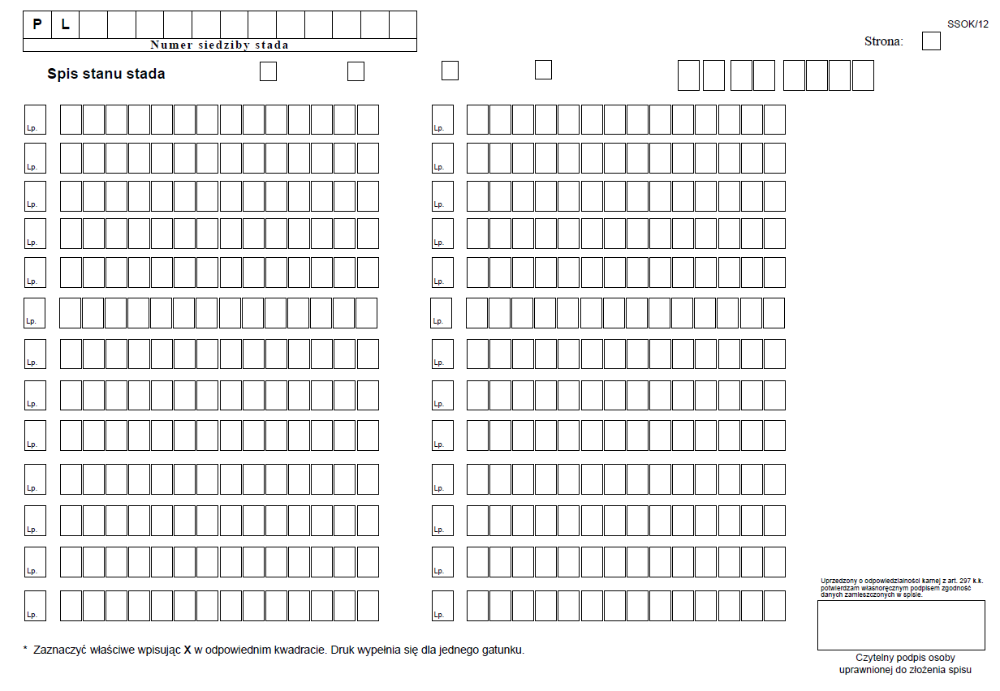 P L
Numer siedziby stada
SSOK/12
Strona:
Spis stanu stada
Lp. Lp.
Lp. Lp.
Lp. Lp.
Lp. Lp.
Lp. Lp.
Lp. Lp.
Lp. Lp.
Lp. Lp.
Lp. Lp.
Lp. Lp.
Lp. Lp.
Lp. Lp.
Lp. Lp.
Uprzedzony o odpowiedzialności karnej z art. 297 k.k.
potwierdzam własnoręcznym podpisem zgodność
danych zamieszczonych w spisie.
* Zaznaczyć właściwe wpisując X w odpowiednim kwadracie. Druk wypełnia się dla jednego gatunku.
Czytelny podpis osoby
uprawnionej do złożenia spisu